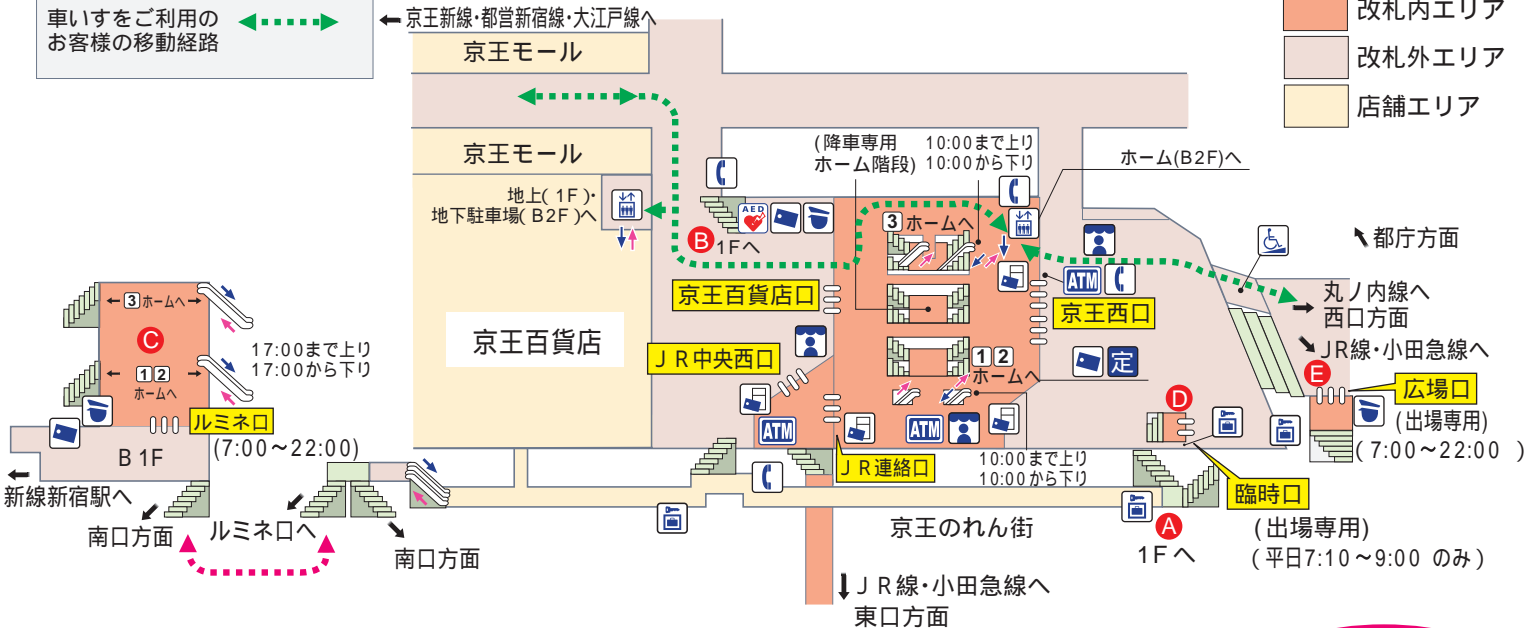 車いすをご利用の
お客様の移動経路
←京王新線・都営新宿線・大江戸線へ
改札内エリア
改札外エリア
店舗エリア
京王モール
京王モール
地上(1F)・
地下駐車場(B2F)へ
(降車専用
ホーム階段)
10:00まで上り
10:00から下り
ホーム(B2F)へ
AED
B 1Fへ
3 ホームへ
ATM
都庁方面
丸ノ内線へ
西口方面
JR線・小田急線へ
京王百貨店口
京王西口
京王百貨店
JR中央西口
1 2
ホームへ
定
E
広場口
(出場専用)
(7:00～22:00 )
D
←3ホームへ→
C
← 1 2 →
ホームへ
17:00まで上り
17:00から下り
ルミネ口
(7:00～22:00)
B1F
ATM
ATM
JR連絡口
10:00まで上り
10:00から下り
臨時口
(出場専用)
(平日7:10～9:00 のみ)
新線新宿駅へ
南口方面
ルミネ口へ
南口方面
京王のれん街
A
1Fへ
JR線・小田急線へ
東口方面